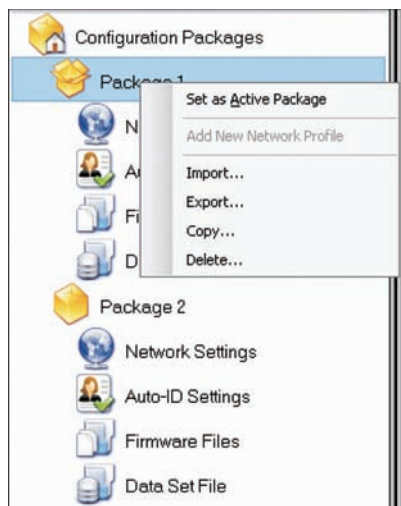 Configuration Packages
Package 1
Set as Active Package
Add New Network Profile
Import...
Export...
Copy...
Delete...
Package 2
Network Settings
Auto-ID Settings
Firmware Files
Data Set File